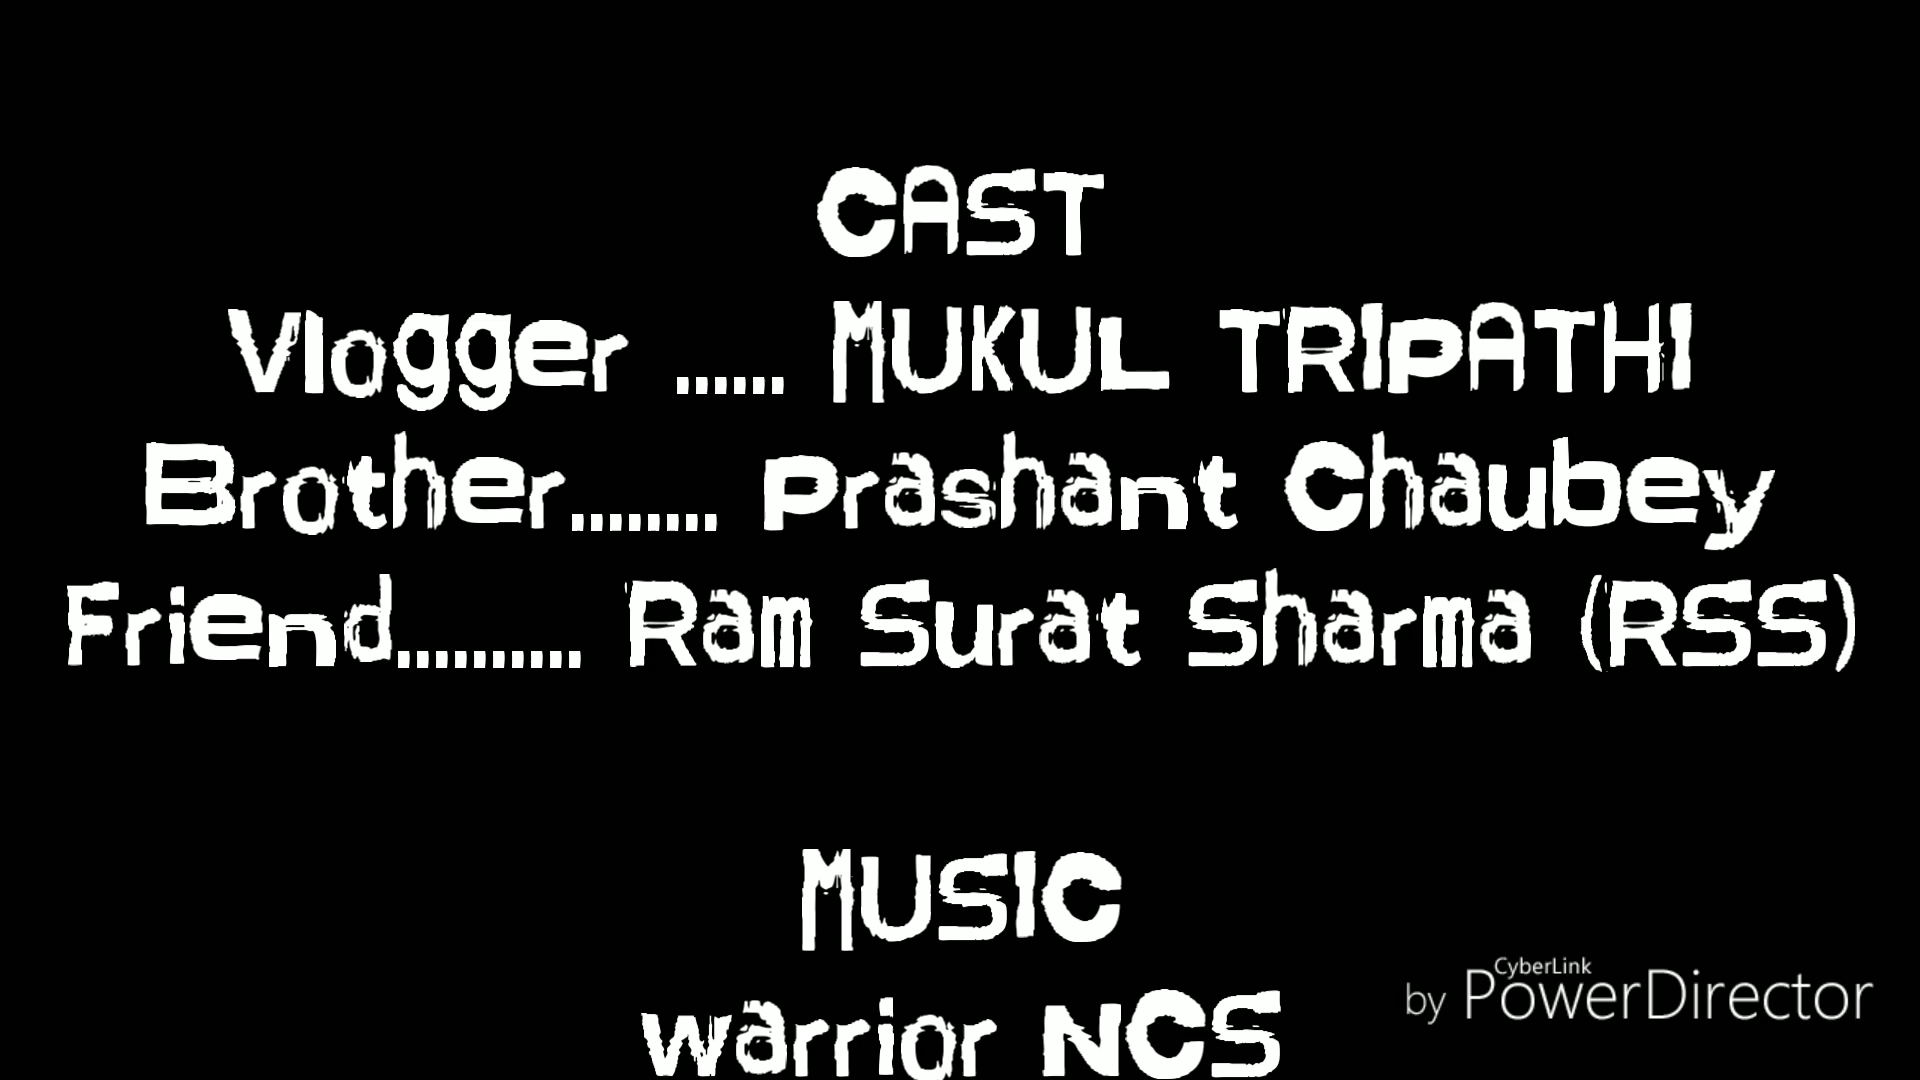 CAST
Vlogger ...... MUKUL TRIPATHI
Brother........ Prashant Chaubey
Friend.......... Ram Surat Sharma (RSS)
MUSIC
warrior NCS
by CyberLink PowerDirector